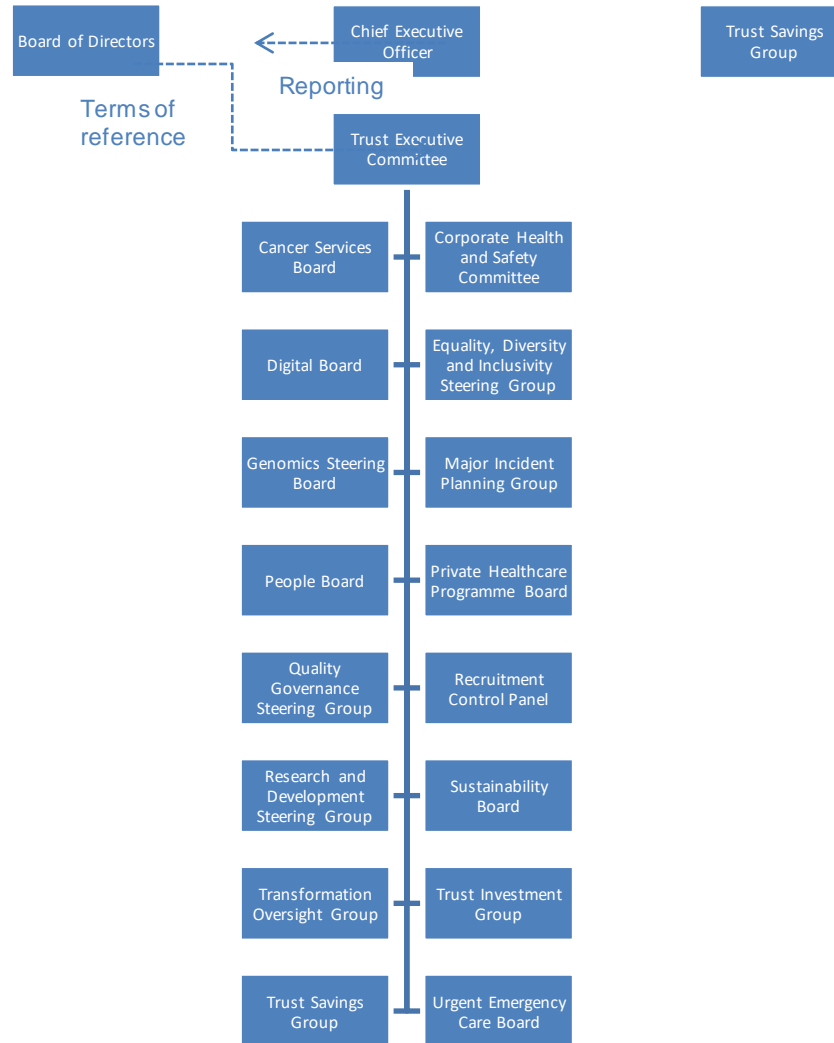 Board of Directors
Chief Executive
Officer
Trust Savings
Group
Reporting
Terms of
reference
Trust Executive
Committee
Cancer Services
Board
Corporate Health
and Safety
Committee
Digital Board
Equality, Diversity
and Inclusivity
Steering Group
Genomics Steering
Board
Major Incident
Planning Group
People Board
Private Healthcare
Programme Board
Quality
Governance
Steering Group
Recruitment
Control Panel
Research and
Development
Steering Group
Sustainability
Board
Transformation
Oversight Group
Trust Investment
Group
Trust Savings
Group
Urgent Emergency
Care Board